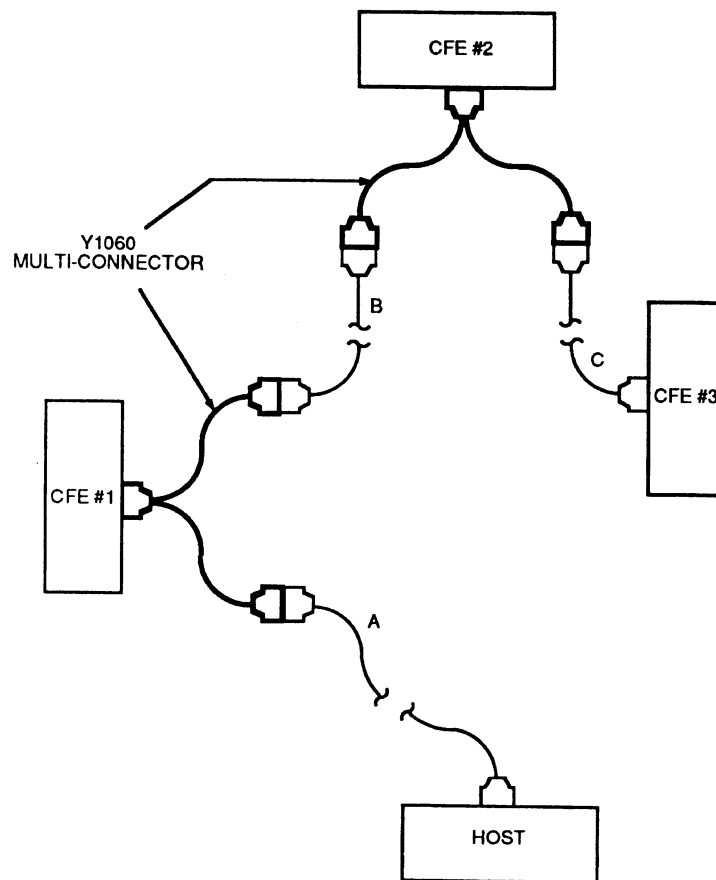 CFE #2
Y1060
MULTI-CONNECTOR
B
C
CFE #3
CFE #1
A
HOST